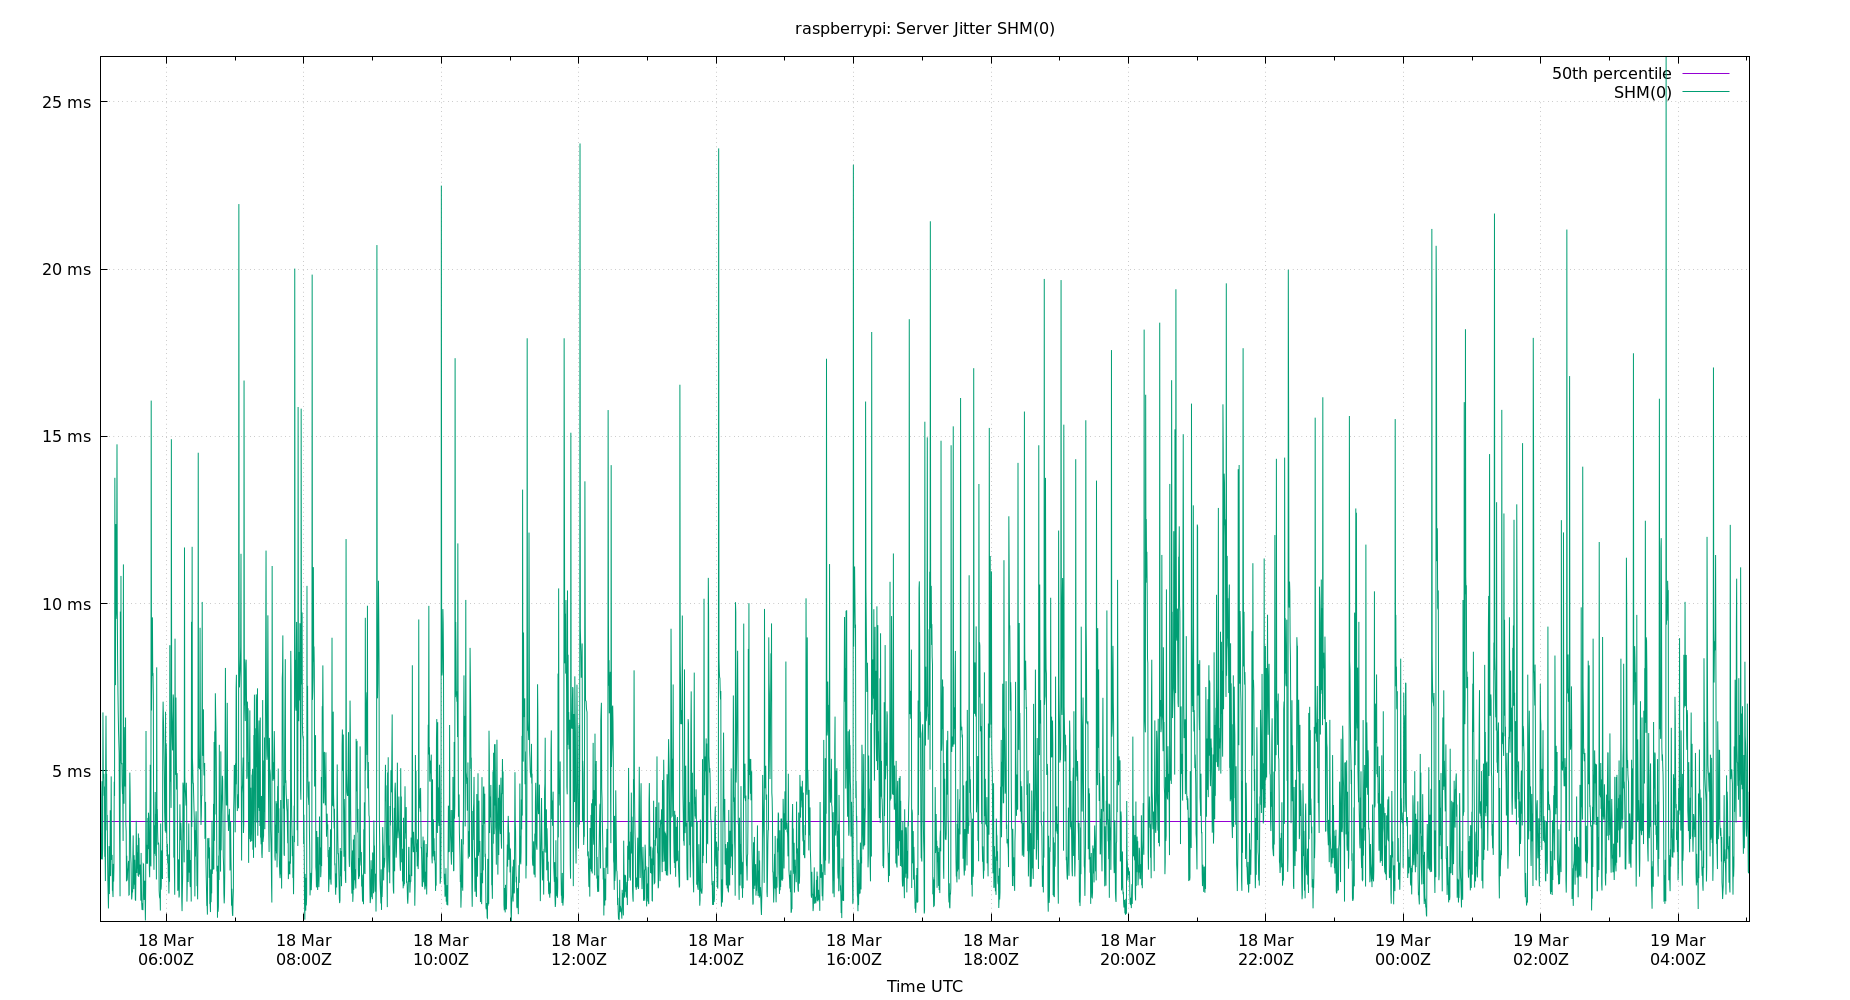 raspberrypi: Server Jitter SHM(0)
50th percentile
SHM(0)
25 ms
20 ms
15 ms
10 ms
5 ms
18 Mar 18 Mar 18 Mar 18 Mar 18 Mar 18 Mar 18 Mar 18 Mar 18 Mar 19 Mar 19 Mar 19 Mar
06:00Z 08:00Z 10:00Z 12:00Z 14:00Z 16:00Z 18:00Z 20:00Z 22:00Z 00:00Z 02:00Z 04:00Z
Time UTC